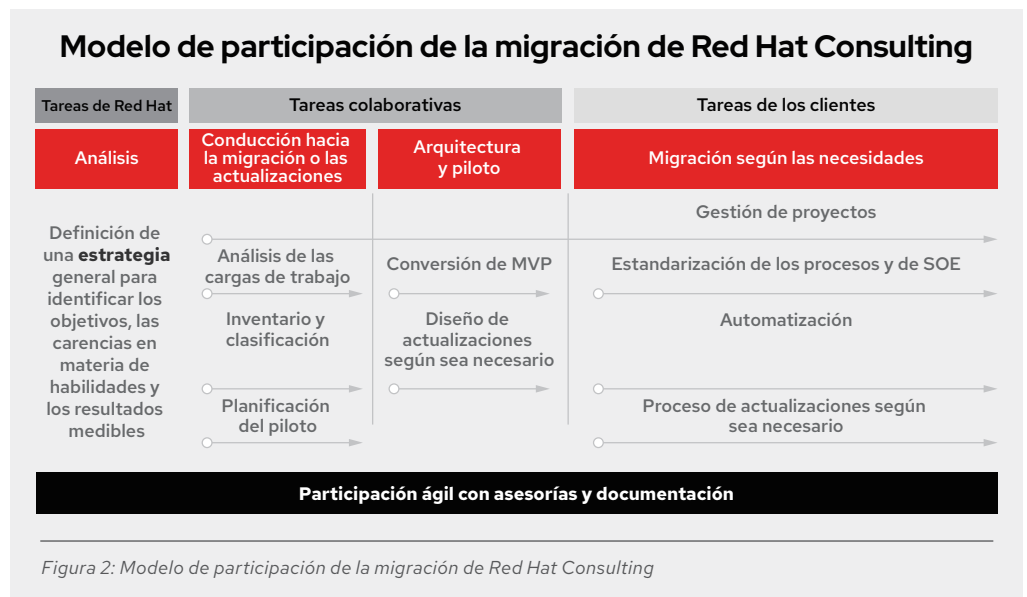 Modelo de participación de la migración de Red Hat Consulting
Tareas de Red Hat
Tareas colaborativas
Tareas de los clientes
Análisis
Conducción hacia
la migración o las
actualizaciones
Arquitectura
y piloto
Migración según las necesidades
Definición de
una estrategia
general para
identificar los
objetivos, las
carencias en
materia de
habilidades y
los resultados
medibles
Gestión de proyectos
Análisis de las
cargas de trabajo
Inventario y
clasificación
Planificación
del piloto
Conversión de MVP
Diseño de
actualizaciones
según sea necesario
Estandarización de los procesos y de SOE
Automatización
Proceso de actualizaciones según
sea necesario
Participación ágil con asesorías y documentación
Figura 2: Modelo de participación de la migración de Red Hat Consulting